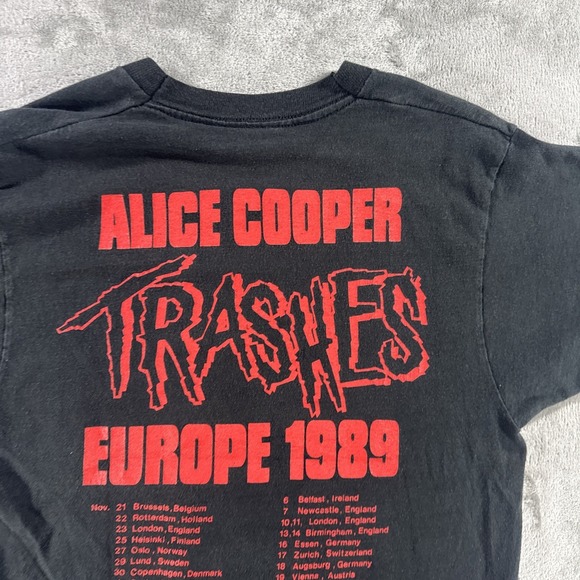 ALICE COOPER
TRASHES
EUROPE 1989
Nov. 21 Brussels, Belgium
22 Rotterdam, Holland
23 London, England
25 Helsinki, Finland
27 Oslo, Norway
29 Lund, Sweden
30 Copenhagen, Denmark
6 Belfast, Ireland
7 Newcastle, England
10,11, London, England
13,14 Birmingham, England
16 Essen, Germany
17 Zurich, Switzerland
18 Augsburg, Germany
19 Vienna, Austria